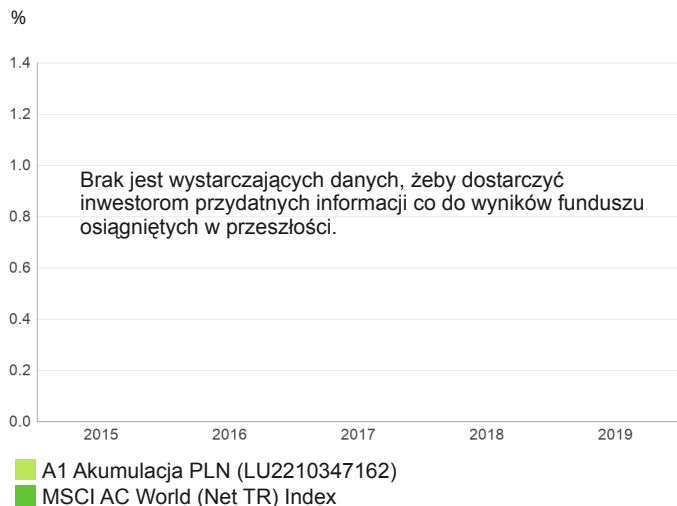 %
1.4
1.2
1.0
Brak jest wystarczających danych, żeby dostarczyć
inwestorom przydatnych informacji co do wyników funduszu
osiągniętych w przeszłości.
0.8
0.6
0.4
0.2
0.0
2015 2016 2017 2018 2019
A1 Akumulacja PLN (LU2210347162)
MSCI AC World (Net TR) Index